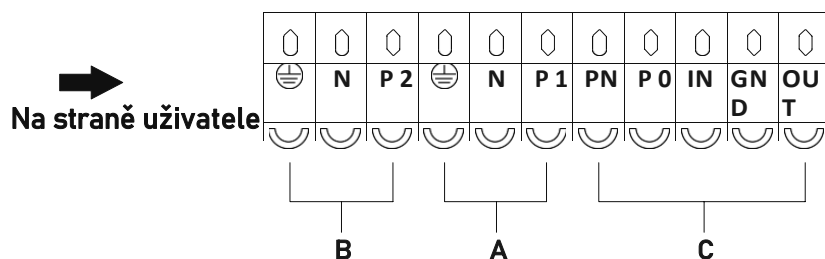 N P 2 N P 1 PN P 0 IN GN OU
D T
Na straně uživatele
B A C